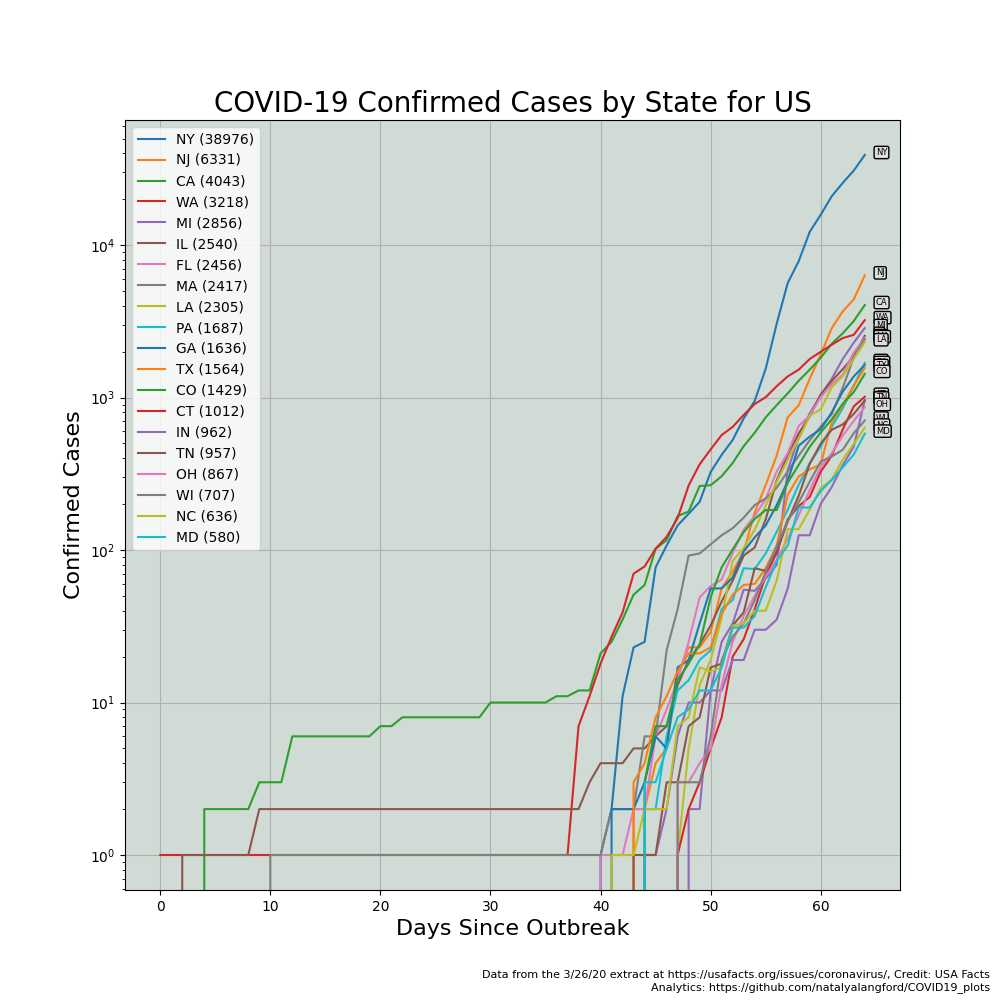 COVID-19 Confirmed Cases by State for US
NY (38976)
NJ (6331)
CA (4043)
WA (3218)
MI (2856)
IL (2540)
FL (2456)
MA (2417)
LA (2305)
PA (1687)
GA (1636)
TX (1564)
CO (1429)
CT (1012)
IN (962)
TN (957)
OH (867)
WI (707)
NC (636)
MD (580)
NY
NJ
CA
WA
LA
CO
OH
MD
Confirmed Cases
10⁴
10³
10²
10¹
10⁰
0 10 20 30 40 50 60
Days Since Outbreak
Data from the 3/26/20 extract at https://usafacts.org/issues/coronavirus/, Credit: USA Facts
Analytics: https://github.com/natalyalangford/COVID19_plots